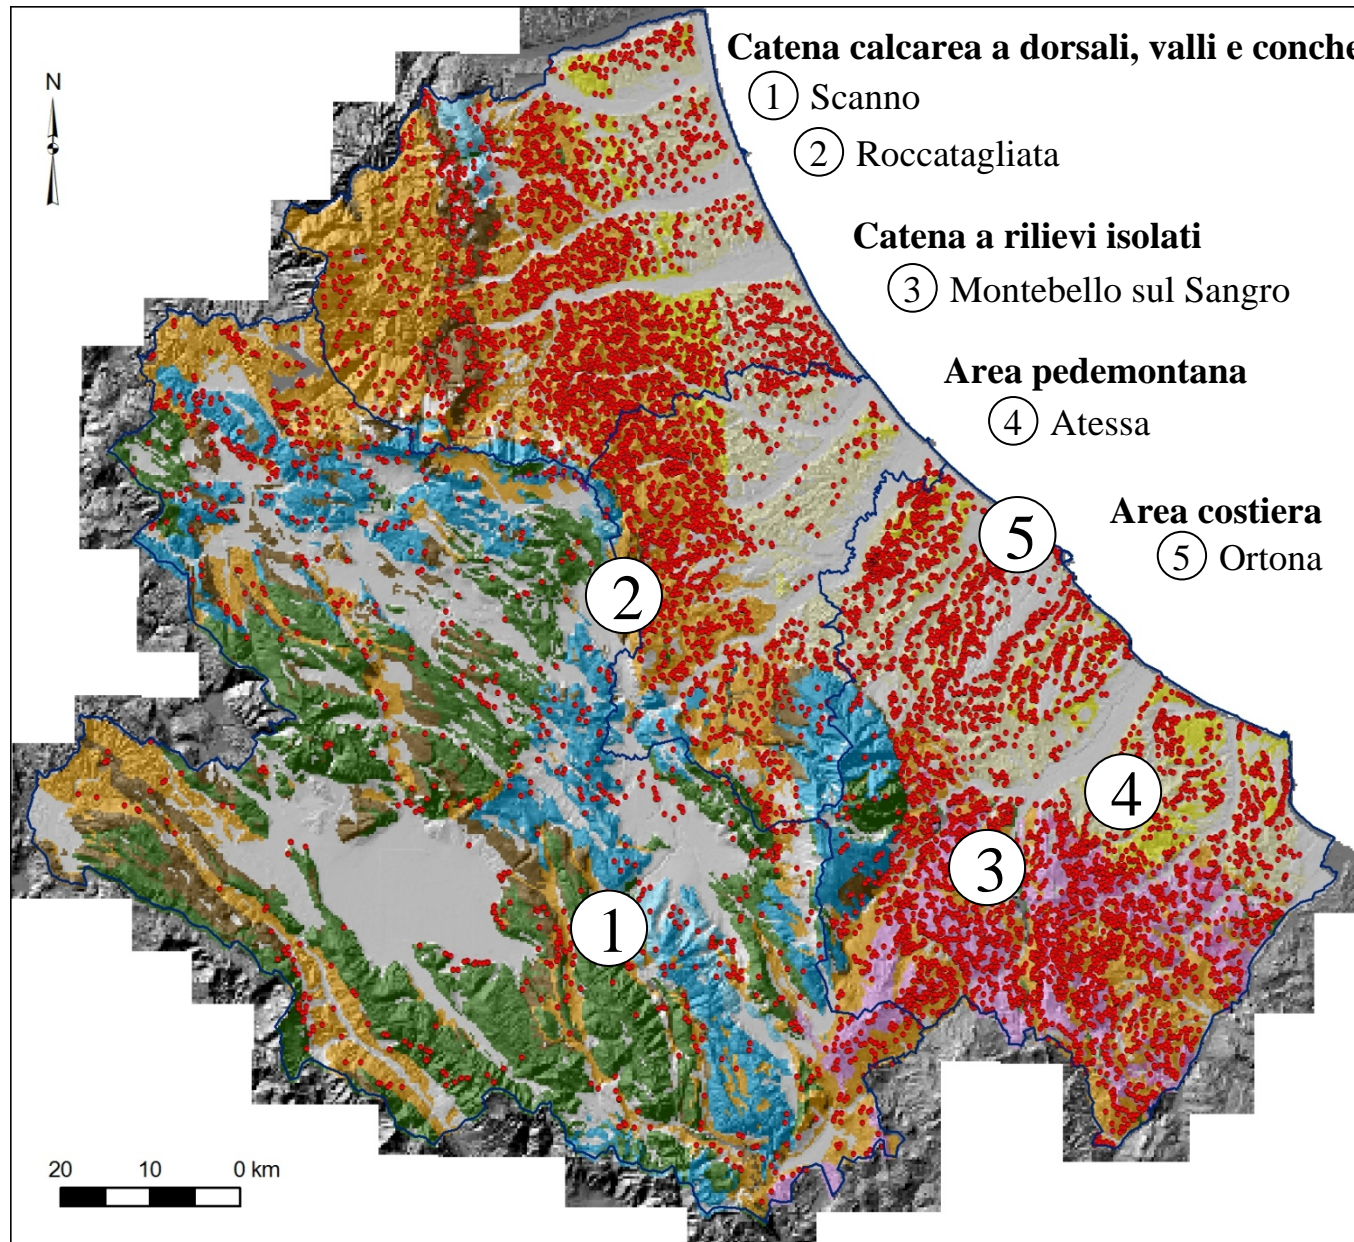 Catena calcarea a dorsali, valli e conche
1 Scanno
2 Roccatagliata
Catena a rilievi isolati
3 Montebello sul Sangro
Area pedemontana
4 Atessa
Area costiera
5 Ortona
N
5
2
4
3
1
20 10 0 km